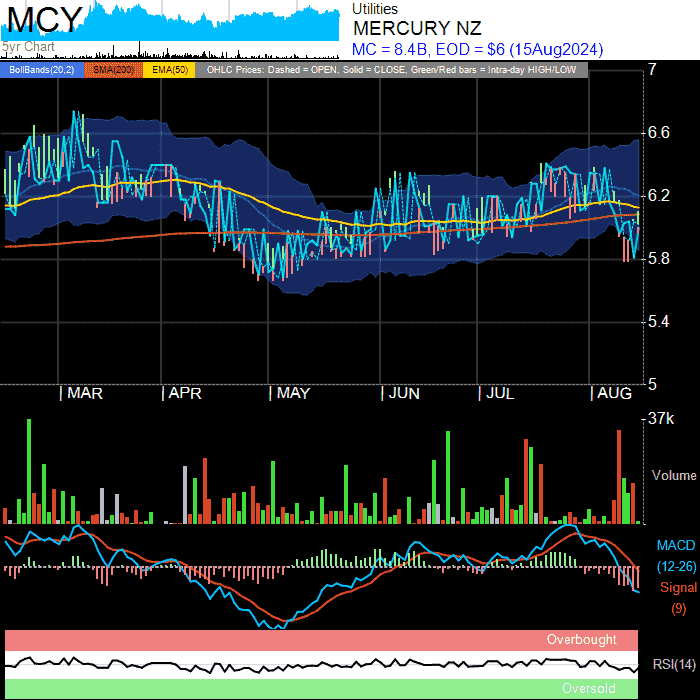 MCY
5yr Chart
Utilities
MERCURY NZ
MC = 8.4B, EOD = $6 (15Aug2024)
BollBands(20,2) SMA(200) EMA(50) OHLC Prices: Dashed = OPEN, Solid = CLOSE, Green/Red bars = Intra-day HIGH/LOW
7
6.6
6.2
5.8
5.4
5
| MAR | APR | MAY | JUN | JUL | AUG
37k
Volume
MACD
(12-26)
Signal
(9)
Overbought
RSI(14)
Oversold